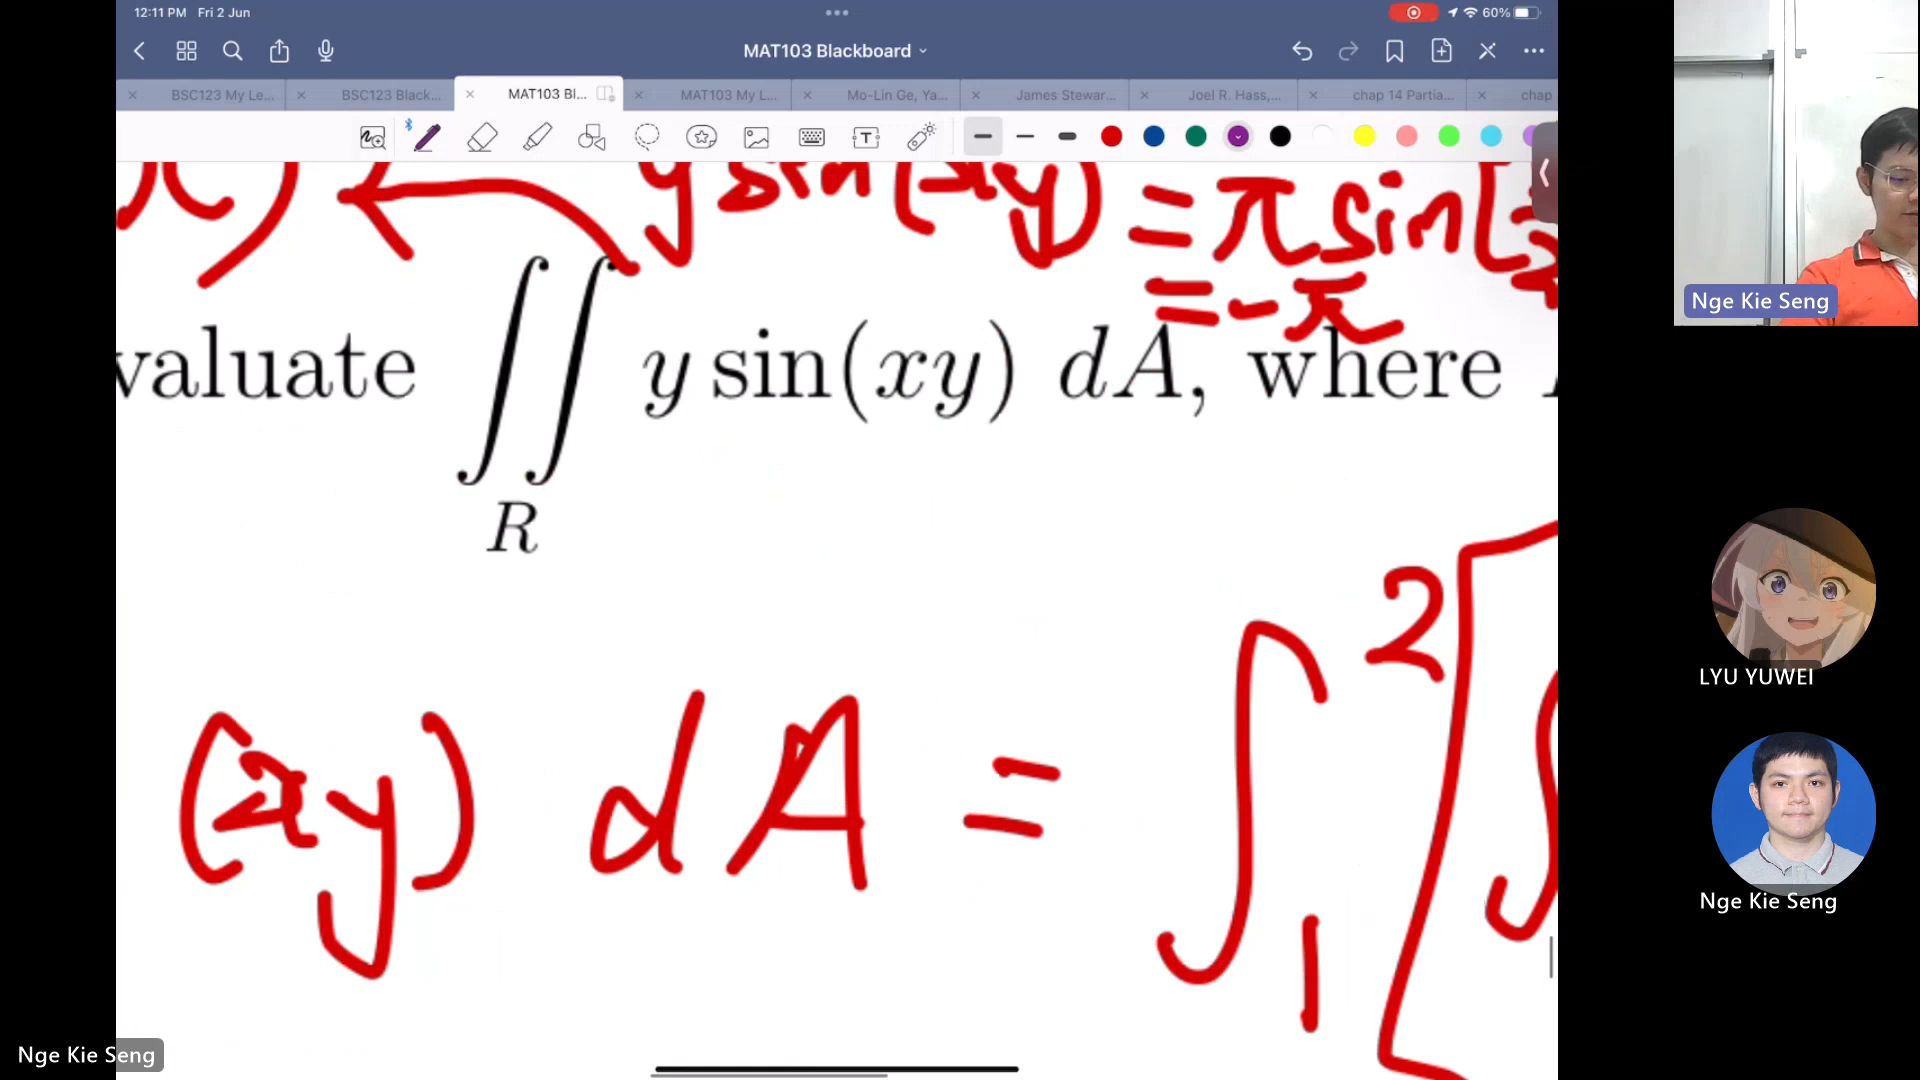 12:11 PM Fri 2 Jun
60%
MAT103 Blackboard
BSC123 My Le...
BSC123 Black...
MAT103 Bl...
MAT103 My L...
Mo-Lin Ge, Ya...
James Stewar...
Joel R. Hass,...
chap 14 Partia...
chap
y sin(xy) = π sin(
= -π
valuate ∬ y sin(xy) dA, where
R
(xy) dA = ∫₁²[∫
Nge Kie Seng
LYU YUWEI
Nge Kie Seng
Nge Kie Seng